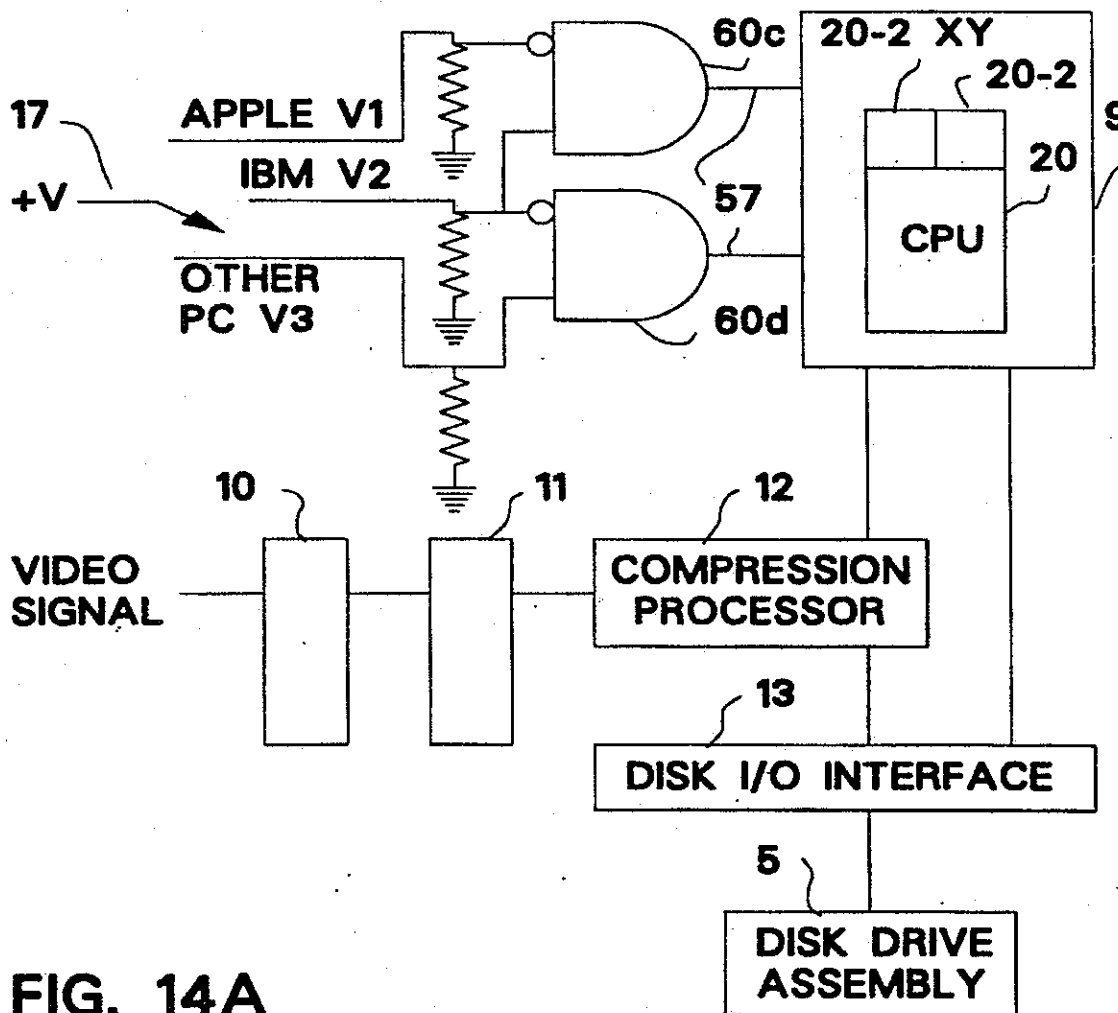 60c
20-2 XY
20-2
17
APPLE V1
9
IBM V2
20
+V
57
CPU
OTHER
PC V3
60d
10
11
12
VIDEO
SIGNAL
COMPRESSION
PROCESSOR
13
DISK I/O INTERFACE
5
DISK DRIVE
ASSEMBLY
FIG. 14A